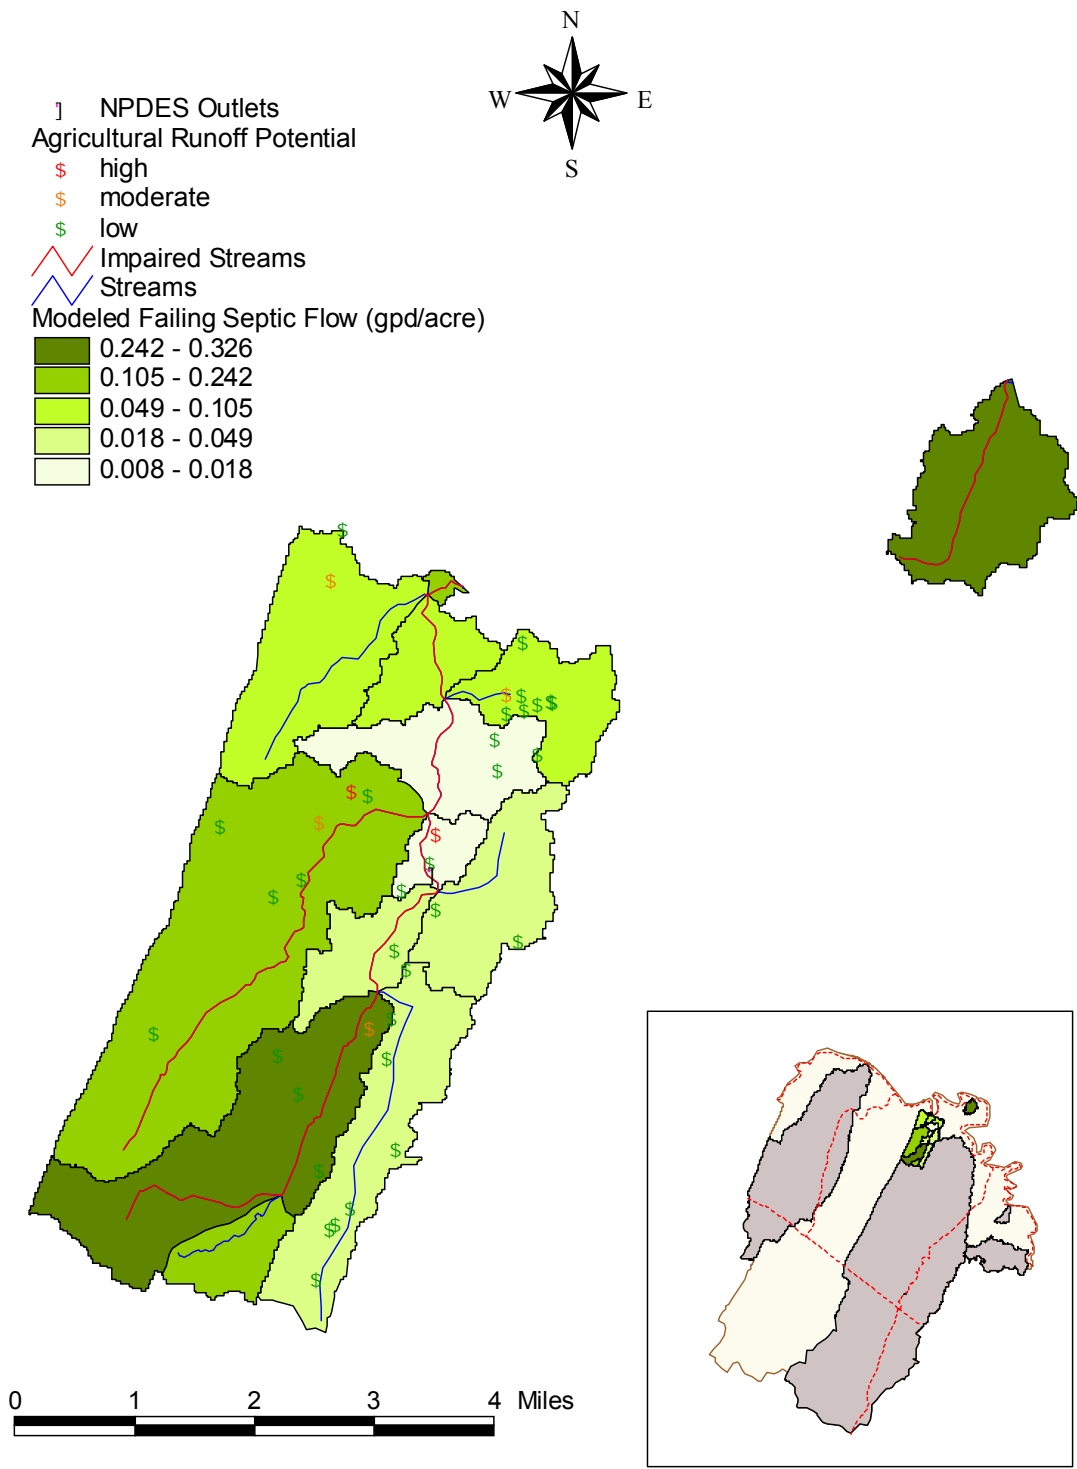 N
W E
S
] NPDES Outlets
Agricultural Runoff Potential
$ high
$ moderate
$ low
Impaired Streams
Streams
Modeled Failing Septic Flow (gpd/acre)
0.242 - 0.326
0.105 - 0.242
0.049 - 0.105
0.018 - 0.049
0.008 - 0.018
0 1 2 3 4 Miles